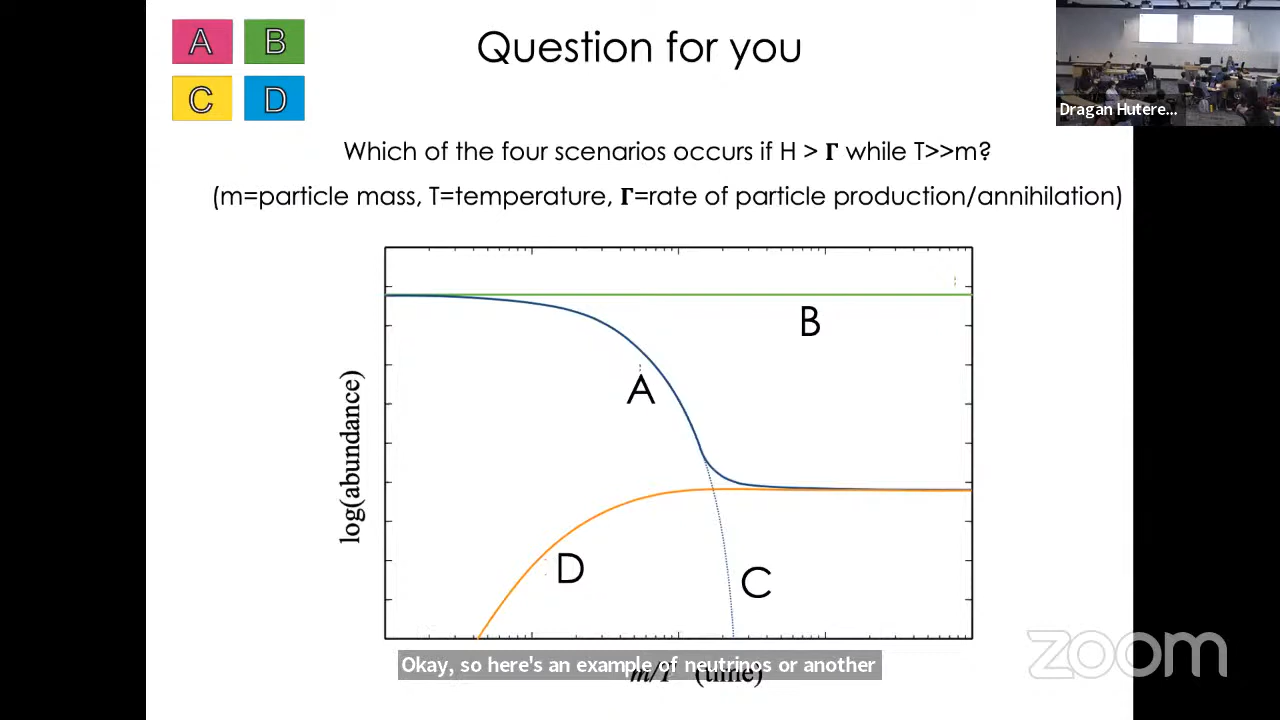 A B
C D
Question for you
Dragan Hutere...
Which of the four scenarios occurs if H > Γ while T>>m?
(m=particle mass, T=temperature, Γ=rate of particle production/annihilation)
log(abundance)
B
A
D
C
Okay, so here's an example of neutrinos or another
m/T (time)
zoom